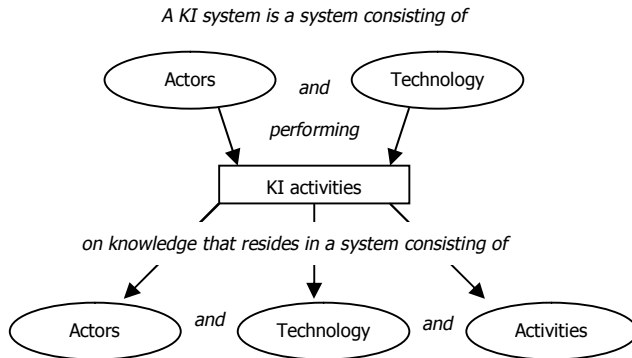 A KI system is a system consisting of
Actors and Technology
performing
KI activities
on knowledge that resides in a system consisting of
Actors and Technology and Activities